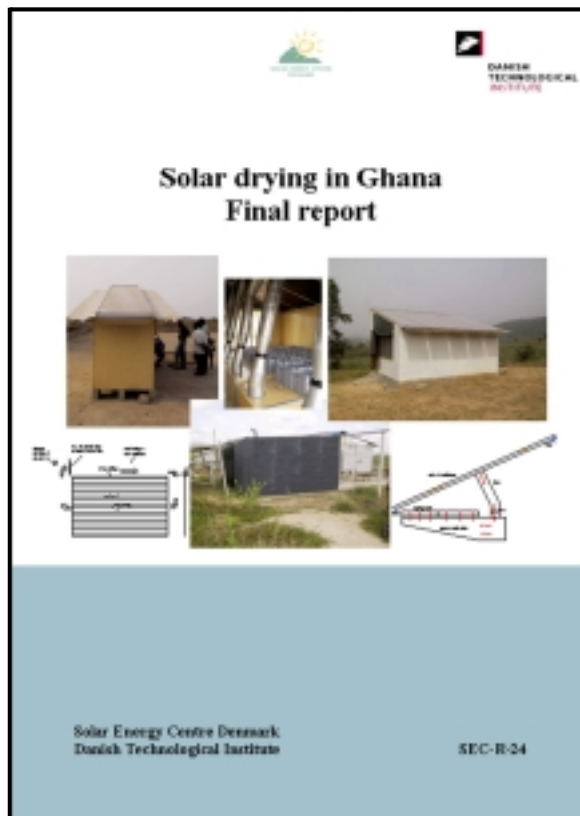 DANISH
TECHNOLOGICAL
INSTITUTE
Solar drying in Ghana
Final report
Solar Energy Centre Denmark
Danish Technological Institute
SEC-R-24